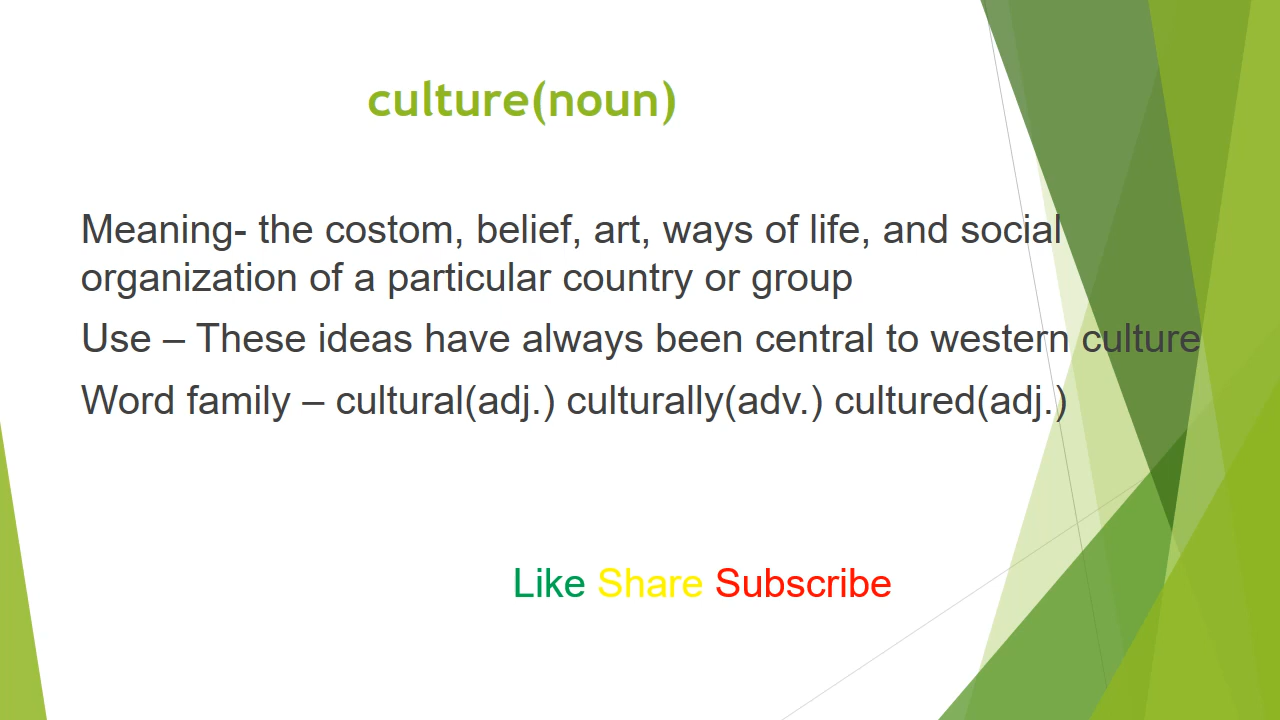 culture(noun)
Meaning- the costom, belief, art, ways of life, and social
organization of a particular country or group
Use – These ideas have always been central to western culture
Word family – cultural(adj.) culturally(adv.) cultured(adj.)
Like Share Subscribe